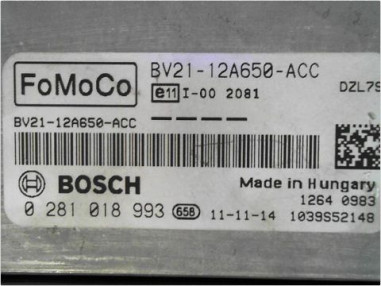 FoMoCo
BV21-12A650-ACC
e11 I-00 2081
DZL7S
BV21-12A650-ACC
BOSCH
Made in Hungary
1264 0983
0 281 018 993 658 11-11-14 1039S52148